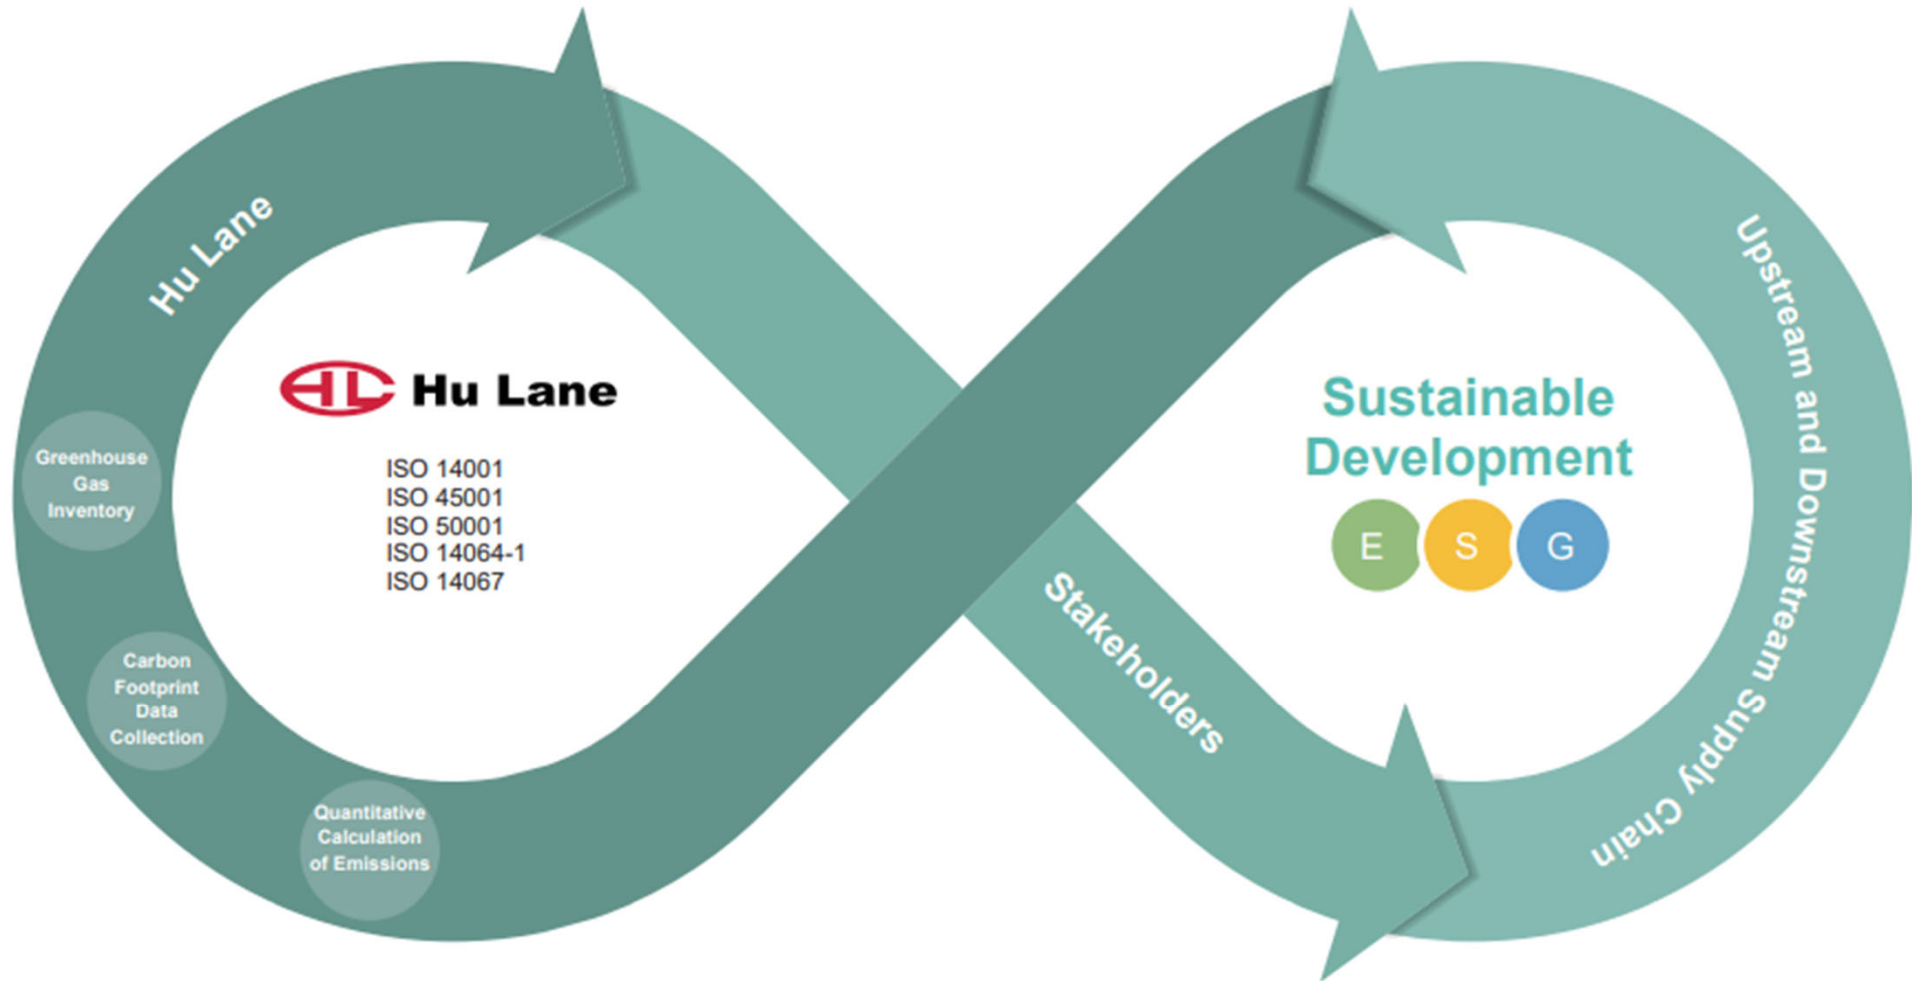 Hu Lane
HLC Hu Lane
ISO 14001
ISO 45001
ISO 50001
ISO 14064-1
ISO 14067
Greenhouse
Gas
Inventory
Carbon
Footprint
Data
Collection
Quantitative
Calculation
of Emissions
Stakeholders
Sustainable
Development
E S G
Upstream and Downstream Supply Chain